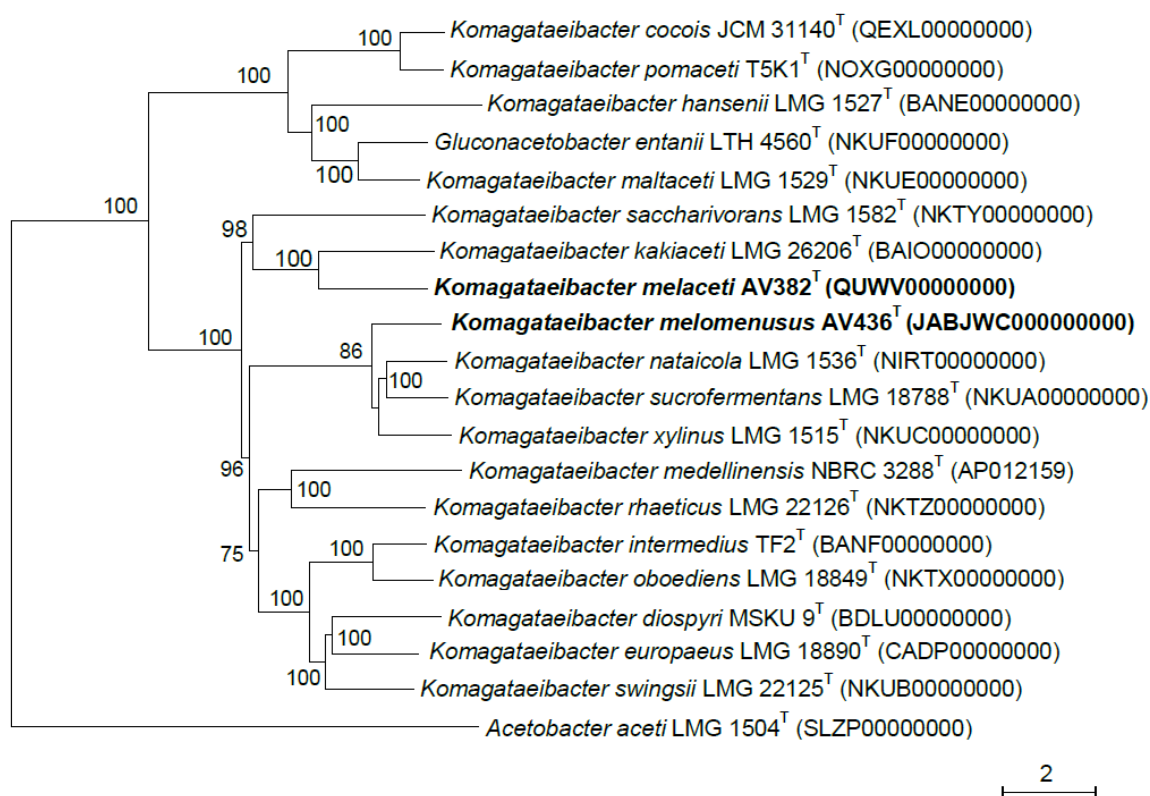 Komagataeibacter cocois JCM 31140T (QEXL00000000)
100
Komagataeibacter pomaceti T5K1T (NOXG00000000)
100
Komagataeibacter hansenii LMG 1527T (BANE00000000)
100
Gluconacetobacter entanii LTH 4560T (NKUF00000000)
100
Komagataeibacter maltaceti LMG 1529T (NKUE00000000)
100
Komagataeibacter saccharivorans LMG 1582T (NKTY00000000)
98
Komagataeibacter kakiaceti LMG 26206T (BAIO00000000)
100
Komagataeibacter melaceti AV382T (QUWV00000000)
Komagataeibacter melomenusus AV436T (JABJWC000000000)
100
86
Komagataeibacter nataicola LMG 1536T (NIRT00000000)
100
Komagataeibacter sucrofermentans LMG 18788T (NKUA00000000)
Komagataeibacter xylinus LMG 1515T (NKUC00000000)
96
Komagataeibacter medellinensis NBRC 3288T (AP012159)
100
Komagataeibacter rhaeticus LMG 22126T (NKTZ00000000)
75
Komagataeibacter intermedius TF2T (BANF00000000)
100
Komagataeibacter oboediens LMG 18849T (NKTX00000000)
100
Komagataeibacter diospyri MSKU 9T (BDLU00000000)
100
Komagataeibacter europaeus LMG 18890T (CADP00000000)
100
Komagataeibacter swingsii LMG 22125T (NKUB00000000)
Acetobacter aceti LMG 1504T (SLZP00000000)
2